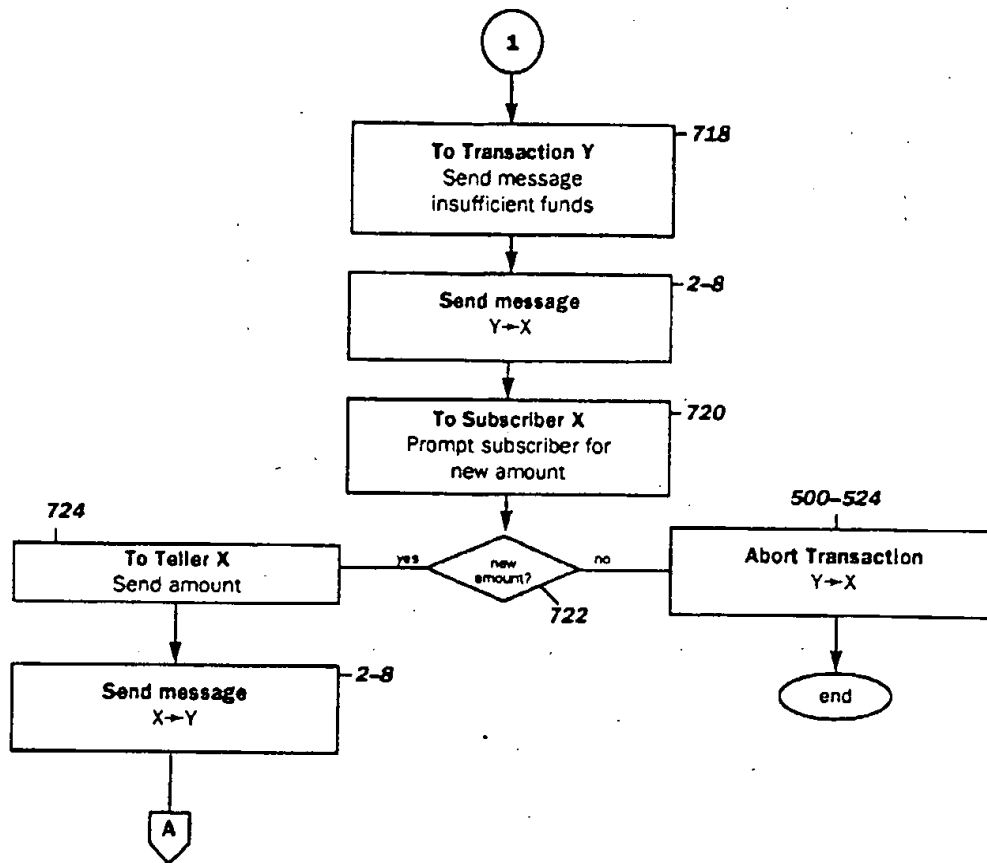 1
718
To Transaction Y
Send message
insufficient funds
2-8
Send message
Y→X
720
To Subscriber X
Prompt subscriber for
new amount
724
To Teller X
Send amount
yes
new
amount?
no
722
500-524
Abort Transaction
Y→X
2-8
Send message
X→Y
end
A